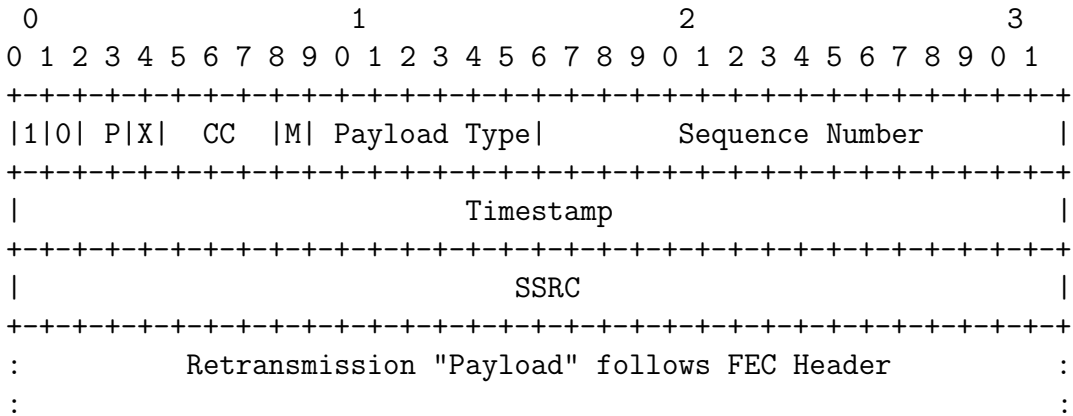 0                   1                   2                   3
0 1 2 3 4 5 6 7 8 9 0 1 2 3 4 5 6 7 8 9 0 1 2 3 4 5 6 7 8 9 0 1
+-+-+-+-+-+-+-+-+-+-+-+-+-+-+-+-+-+-+-+-+-+-+-+-+-+-+-+-+-+-+-+-+
|1|0| P|X|  CC   |M| Payload Type|        Sequence Number        |
+-+-+-+-+-+-+-+-+-+-+-+-+-+-+-+-+-+-+-+-+-+-+-+-+-+-+-+-+-+-+-+-+
|                           Timestamp                           |
+-+-+-+-+-+-+-+-+-+-+-+-+-+-+-+-+-+-+-+-+-+-+-+-+-+-+-+-+-+-+-+-+
|                              SSRC                             |
+-+-+-+-+-+-+-+-+-+-+-+-+-+-+-+-+-+-+-+-+-+-+-+-+-+-+-+-+-+-+-+-+
:          Retransmission "Payload" follows FEC Header          :
:                                                               :